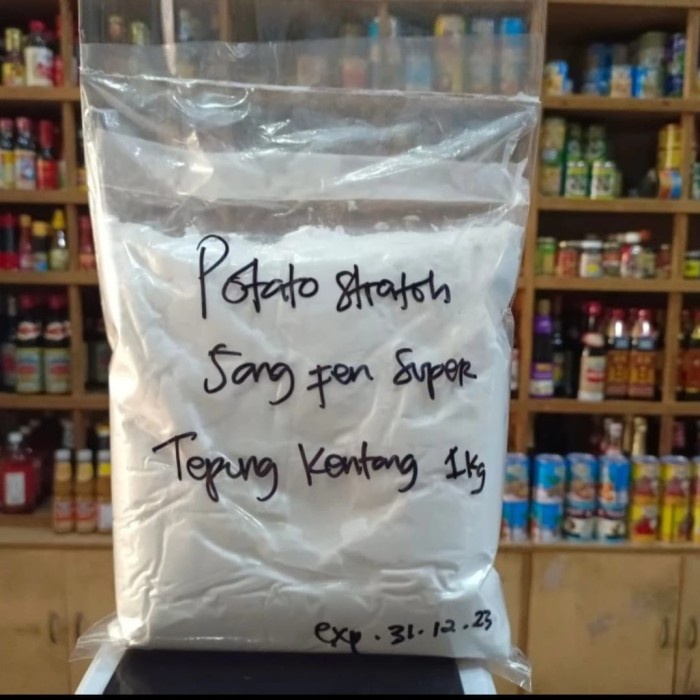 Potato Stratch
Sang Fen Super
Tepung Kentang 1kg
exp. 31.12.23